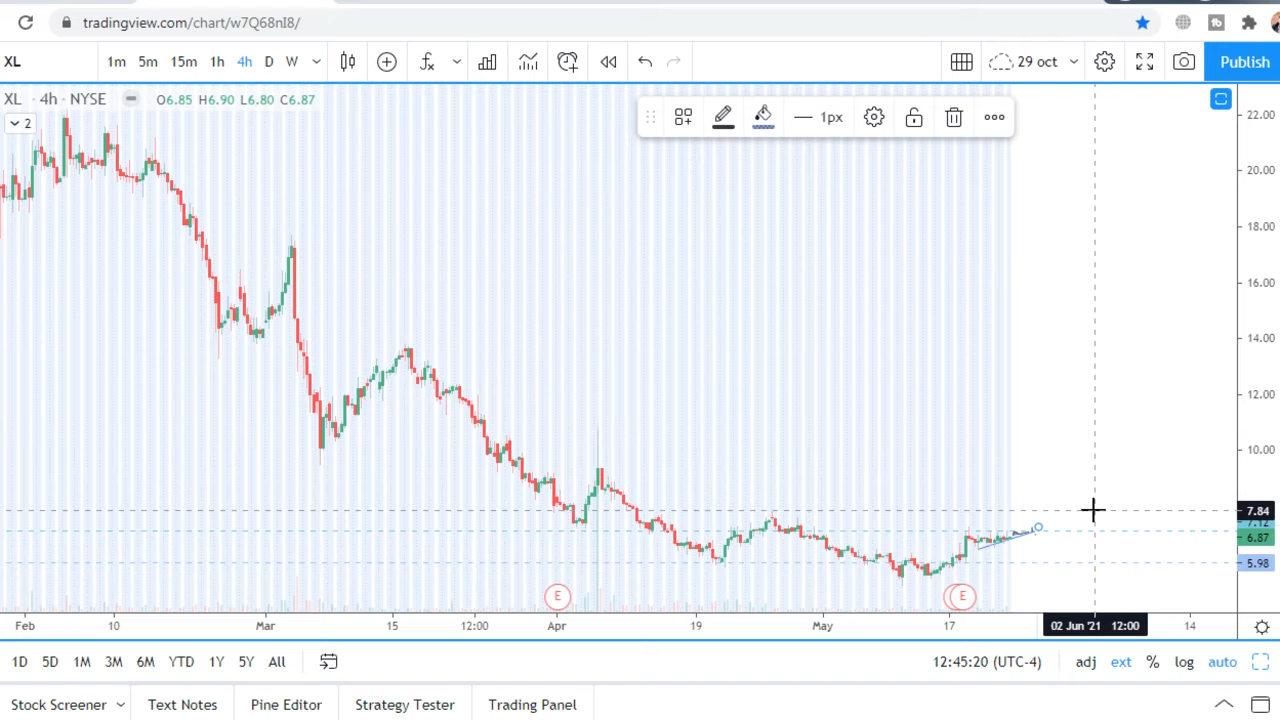 tradingview.com/chart/w7Q68nI8/
XL 1m 5m 15m 1h 4h D W 29 oct Publish
XL · 4h · NYSE O6.85 H6.90 L6.80 C6.87
2
1px
22.00
20.00
18.00
16.00
14.00
12.00
10.00
7.84
7.12
6.87
5.98
E
E
Feb 10 Mar 15 12:00 Apr 19 May 17 02 Jun '21 12:00 14
1D 5D 1M 3M 6M YTD 1Y 5Y All 12:45:20 (UTC-4) adj ext % log auto
Stock Screener Text Notes Pine Editor Strategy Tester Trading Panel